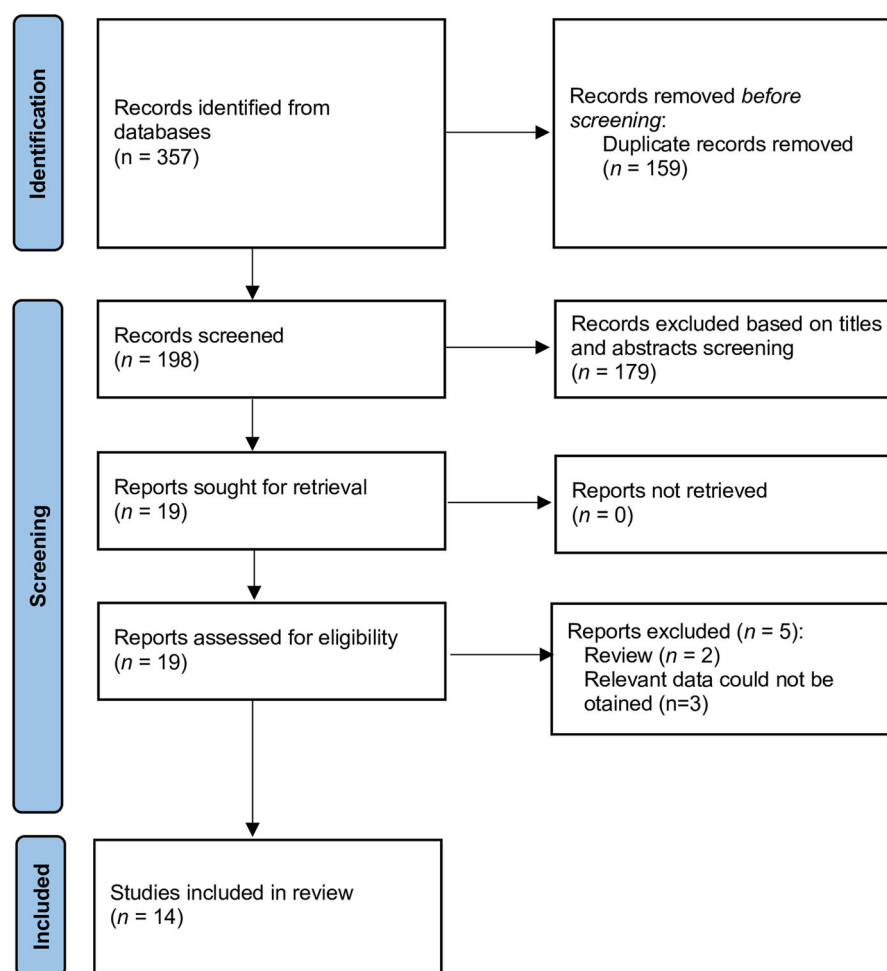 Identification
Records identified from
databases
(n = 357)
Records removed before
screening:
Duplicate records removed
(n = 159)
Screening
Records screened
(n = 198)
Records excluded based on titles
and abstracts screening
(n = 179)
Reports sought for retrieval
(n = 19)
Reports not retrieved
(n = 0)
Reports assessed for eligibility
(n = 19)
Reports excluded (n = 5):
Review (n = 2)
Relevant data could not be
otained (n=3)
Included
Studies included in review
(n = 14)